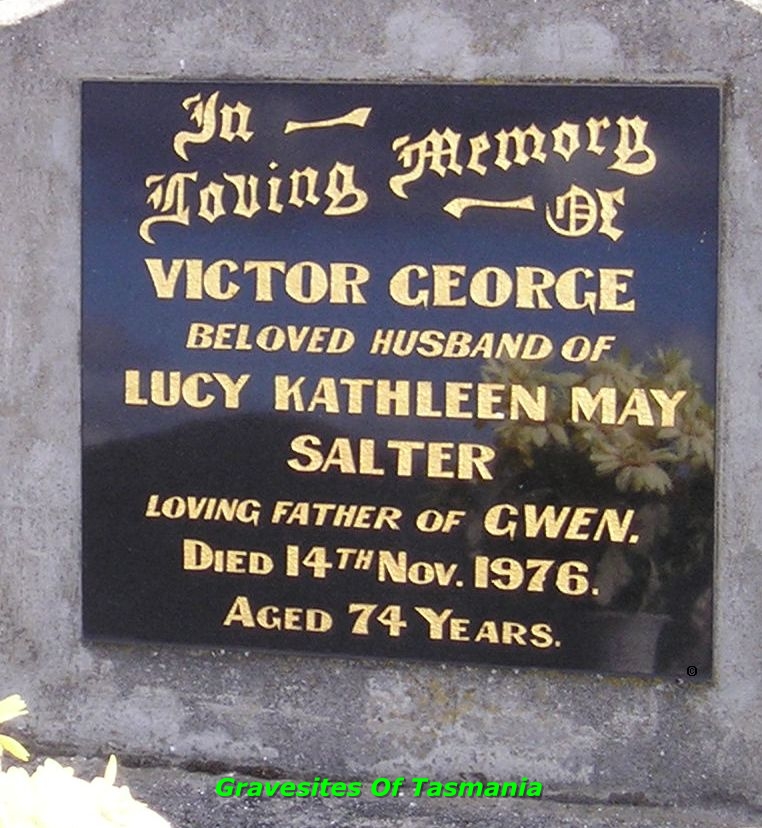 In — Loving Memory — Of
VICTOR GEORGE
BELOVED HUSBAND OF
LUCY KATHLEEN MAY
SALTER
LOVING FATHER OF GWEN.
DIED 14TH NOV. 1976.
AGED 74 YEARS.
©
Gravesites Of Tasmania